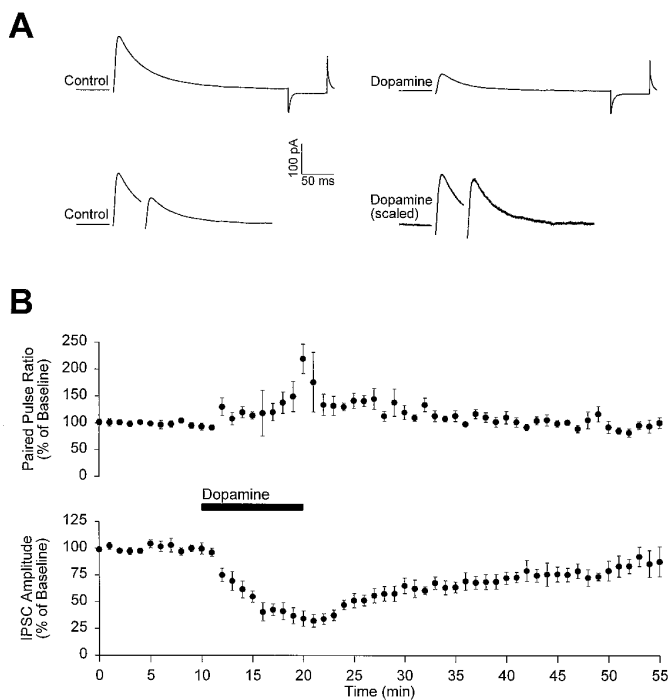 A
Control
Dopamine
100 pA
50 ms
Control
Dopamine
(scaled)
B
Paired Pulse Ratio
(% of Baseline)
250
200
150
100
50
0
Dopamine
IPSC Amplitude
(% of Baseline)
125
100
75
50
25
0
0 5 10 15 20 25 30 35 40 45 50 55
Time (min)